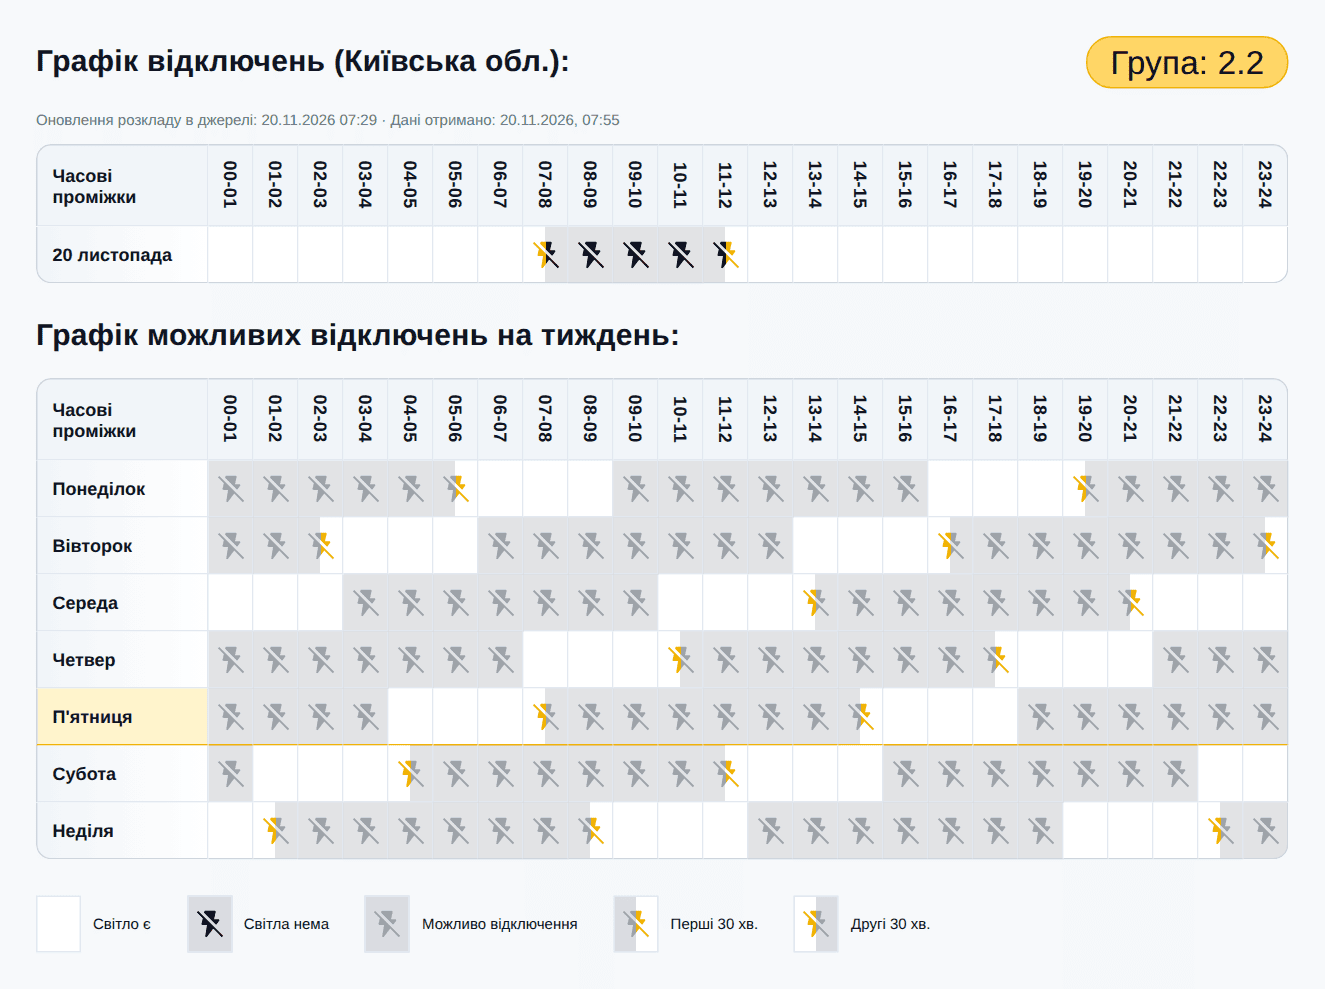 Графік відключень (Київська обл.):
Група: 2.2
Оновлення розкладу в джерелі: 20.11.2026 07:29 · Дані отримано: 20.11.2026, 07:55
Часові проміжки 00-01 01-02 02-03 03-04 04-05 05-06 06-07 07-08 08-09 09-10 10-11 11-12 12-13 13-14 14-15 15-16 16-17 17-18 18-19 19-20 20-21 21-22 22-23 23-24
20 листопада
Графік можливих відключень на тиждень:
Часові проміжки 00-01 01-02 02-03 03-04 04-05 05-06 06-07 07-08 08-09 09-10 10-11 11-12 12-13 13-14 14-15 15-16 16-17 17-18 18-19 19-20 20-21 21-22 22-23 23-24
Понеділок
Вівторок
Середа
Четвер
П'ятниця
Субота
Неділя
Світло є Світла нема Можливо відключення Перші 30 хв. Другі 30 хв.